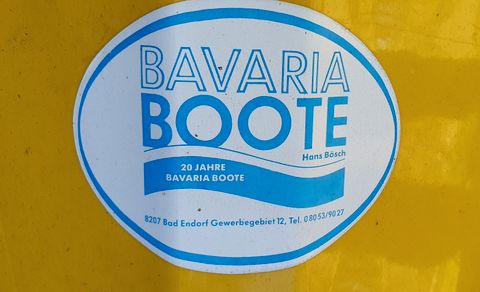 BAVARIA
BOOTE
Hans Bösch
20 JAHRE
BAVARIA BOOTE
8207 Bad Endorf Gewerbegebiet 12, Tel. 08053/9027